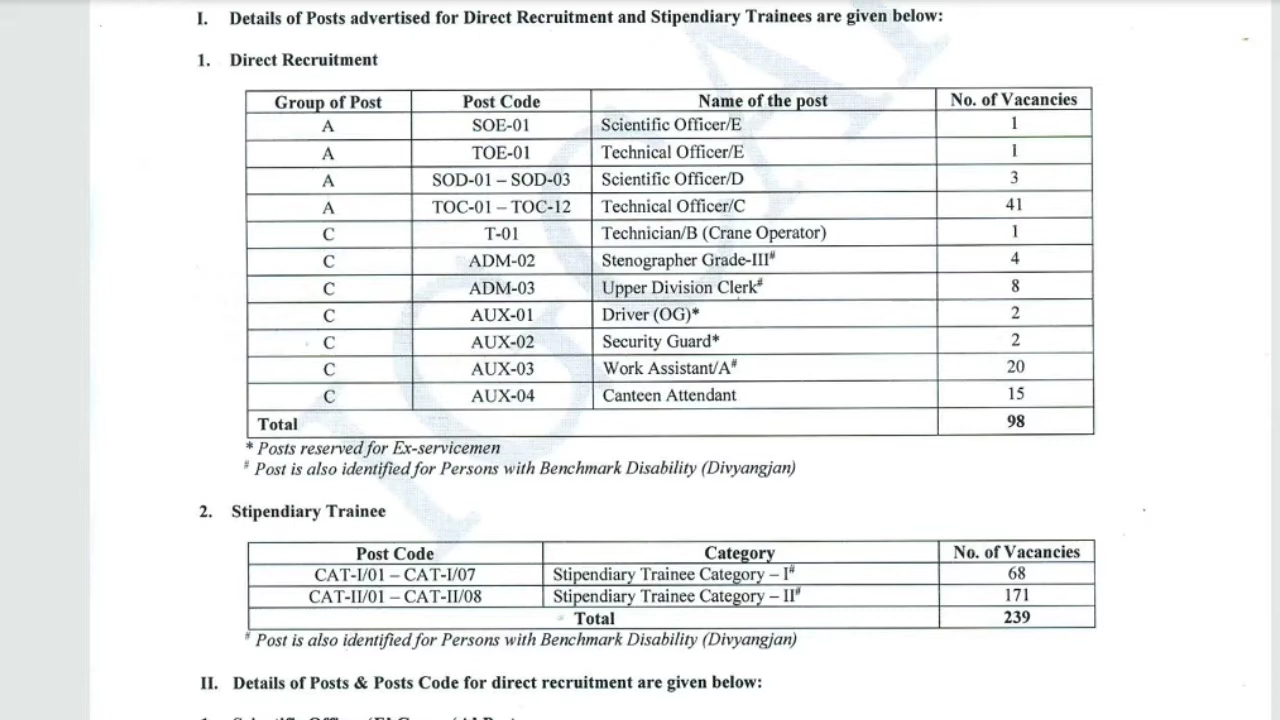 I. Details of Posts advertised for Direct Recruitment and Stipendiary Trainees are given below:
1. Direct Recruitment
Group of Post Post Code Name of the post No. of Vacancies
A SOE-01 Scientific Officer/E 1
A TOE-01 Technical Officer/E 1
A SOD-01 – SOD-03 Scientific Officer/D 3
A TOC-01 – TOC-12 Technical Officer/C 41
C T-01 Technician/B (Crane Operator) 1
C ADM-02 Stenographer Grade-III# 4
C ADM-03 Upper Division Clerk# 8
C AUX-01 Driver (OG)* 2
C AUX-02 Security Guard* 2
C AUX-03 Work Assistant/A# 20
C AUX-04 Canteen Attendant 15
Total 98
* Posts reserved for Ex-servicemen
# Post is also identified for Persons with Benchmark Disability (Divyangjan)
2. Stipendiary Trainee
Post Code Category No. of Vacancies
CAT-I/01 – CAT-I/07 Stipendiary Trainee Category – I# 68
CAT-II/01 – CAT-II/08 Stipendiary Trainee Category – II# 171
Total 239
# Post is also identified for Persons with Benchmark Disability (Divyangjan)
II. Details of Posts & Posts Code for direct recruitment are given below: